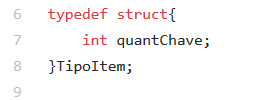 6 typedef struct{
7 int quantChave;
8 }TipoItem;
9